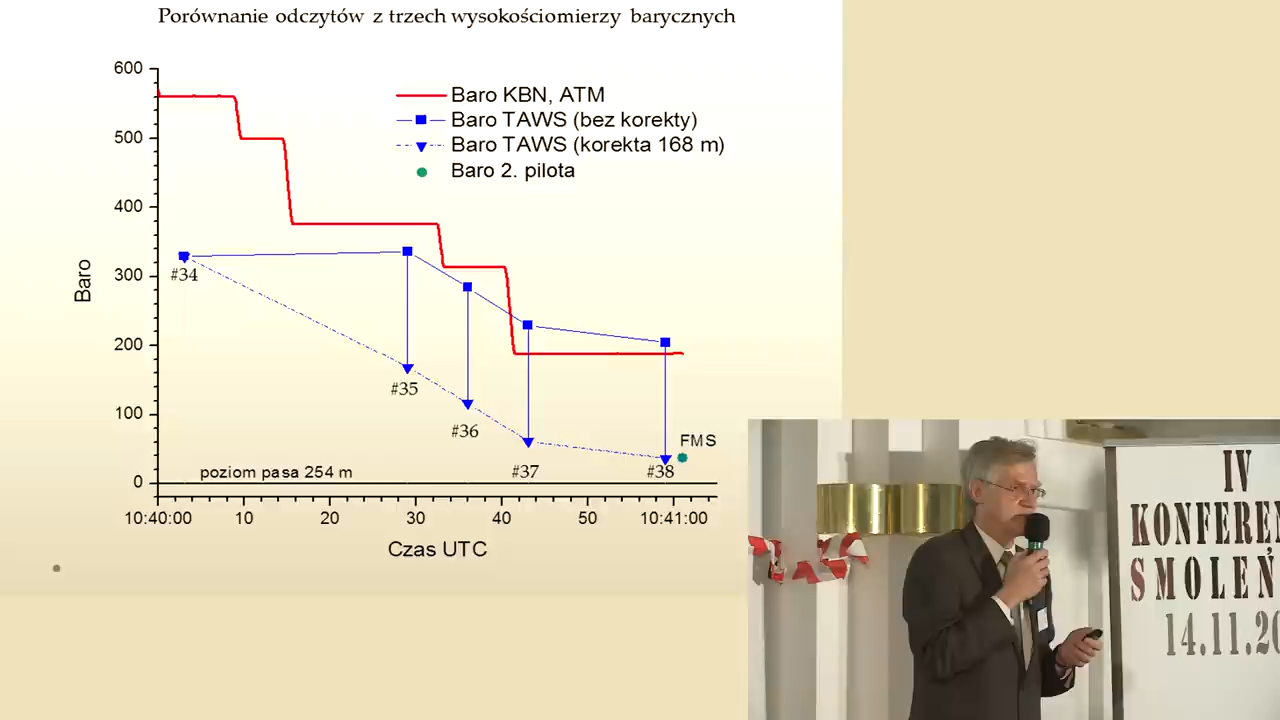 Porównanie odczytów z trzech wysokościomierzy barycznych
600
500
400
300
200
100
0
Baro
Baro KBN, ATM
Baro TAWS (bez korekty)
Baro TAWS (korekta 168 m)
Baro 2. pilota
#34
#35
#36
#37
#38
FMS
poziom pasa 254 m
10:40:00 10 20 30 40 50 10:41:00
Czas UTC
IV
KONFEREN
SMOLEŃ
14.11.20